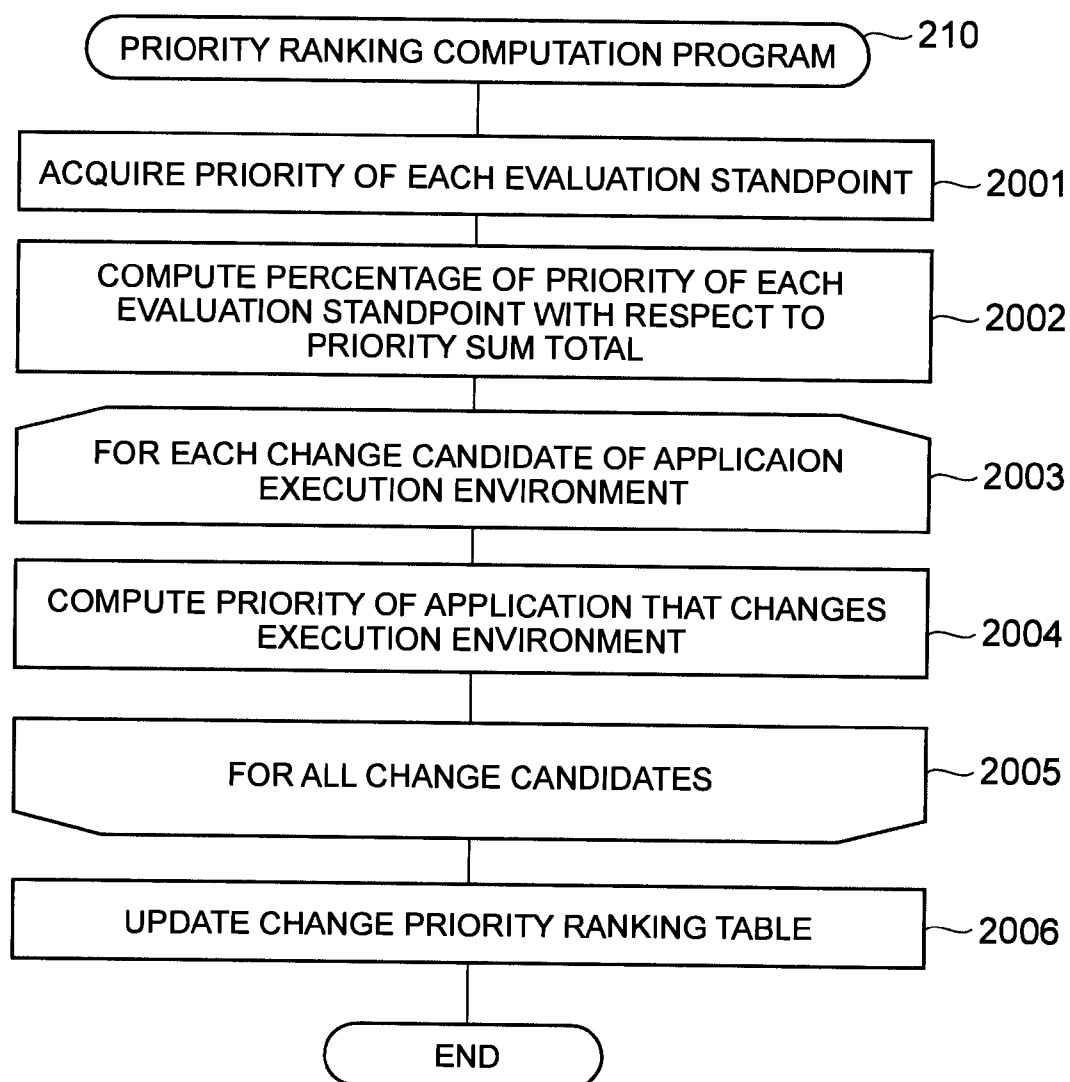 PRIORITY RANKING COMPUTATION PROGRAM
210
ACQUIRE PRIORITY OF EACH EVALUATION STANDPOINT
2001
COMPUTE PERCENTAGE OF PRIORITY OF EACH
EVALUATION STANDPOINT WITH RESPECT TO
PRIORITY SUM TOTAL
2002
FOR EACH CHANGE CANDIDATE OF APPLICAION
EXECUTION ENVIRONMENT
2003
COMPUTE PRIORITY OF APPLICATION THAT CHANGES
EXECUTION ENVIRONMENT
2004
FOR ALL CHANGE CANDIDATES
2005
UPDATE CHANGE PRIORITY RANKING TABLE
2006
END